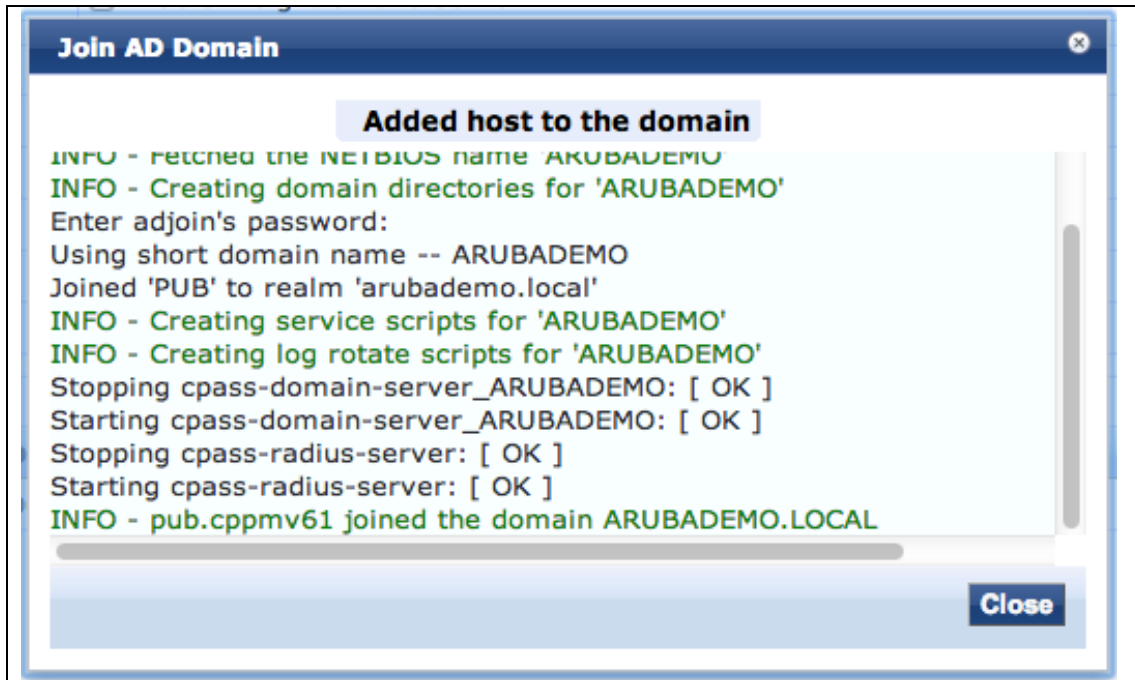 Join AD Domain
Added host to the domain
INFO - Fetched the NETBIOS name 'ARUBADEMO'
INFO - Creating domain directories for 'ARUBADEMO'
Enter adjoin's password:
Using short domain name -- ARUBADEMO
Joined 'PUB' to realm 'arubademo.local'
INFO - Creating service scripts for 'ARUBADEMO'
INFO - Creating log rotate scripts for 'ARUBADEMO'
Stopping cpass-domain-server_ARUBADEMO: [ OK ]
Starting cpass-domain-server_ARUBADEMO: [ OK ]
Stopping cpass-radius-server: [ OK ]
Starting cpass-radius-server: [ OK ]
INFO - pub.cppmv61 joined the domain ARUBADEMO.LOCAL
Close